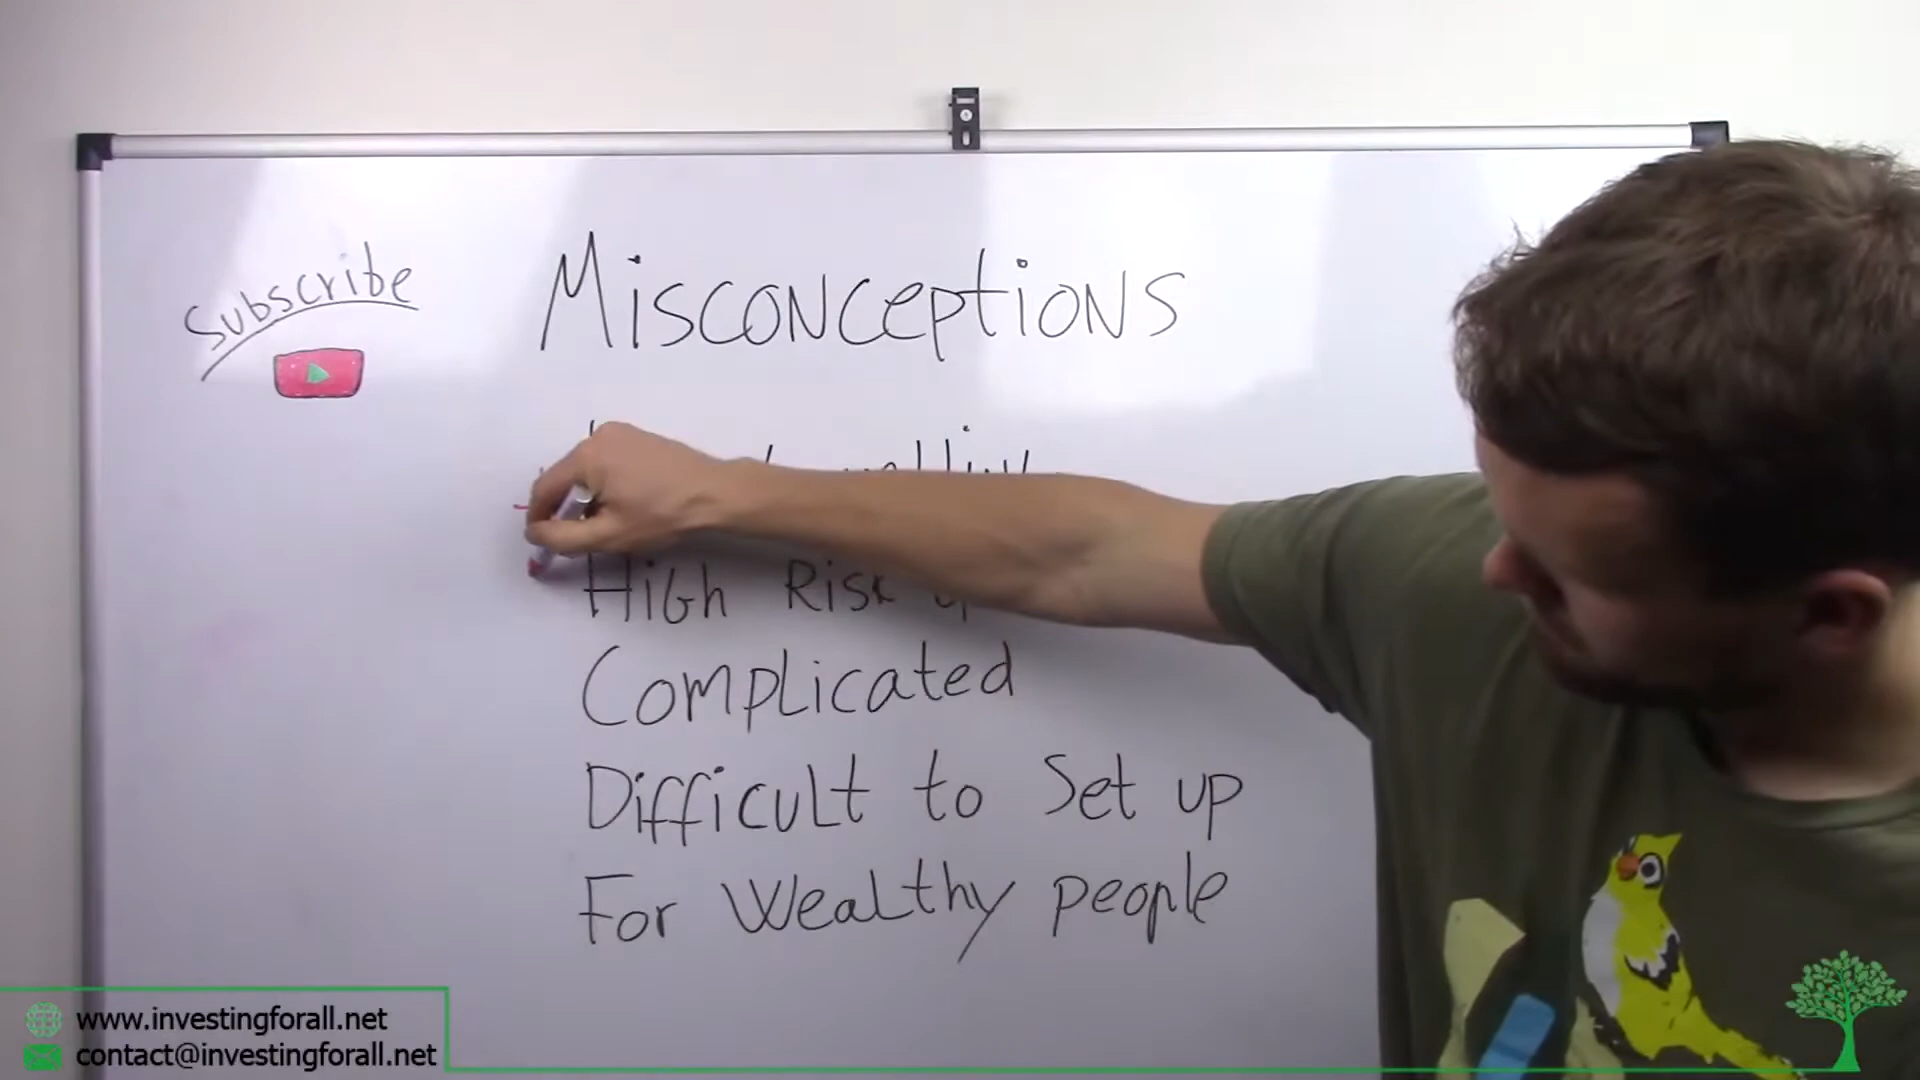 Subscribe
Misconceptions
High Risk
Complicated
Difficult to Set up
For Wealthy people
www.investingforall.net
contact@investingforall.net